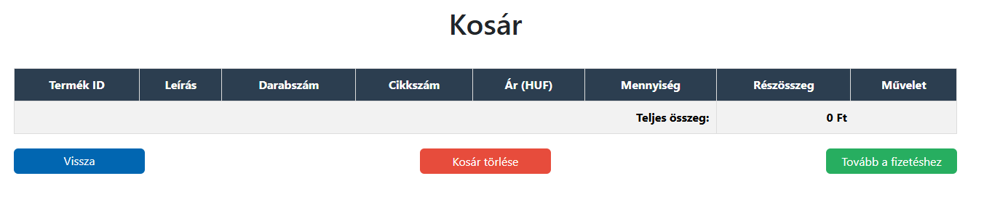 Kosár
Termék ID Leírás Darabszám Cikkszám Ár (HUF) Mennyiség Részösszeg Művelet
Teljes összeg: 0 Ft
Vissza Kosár törlése Tovább a fizetéshez